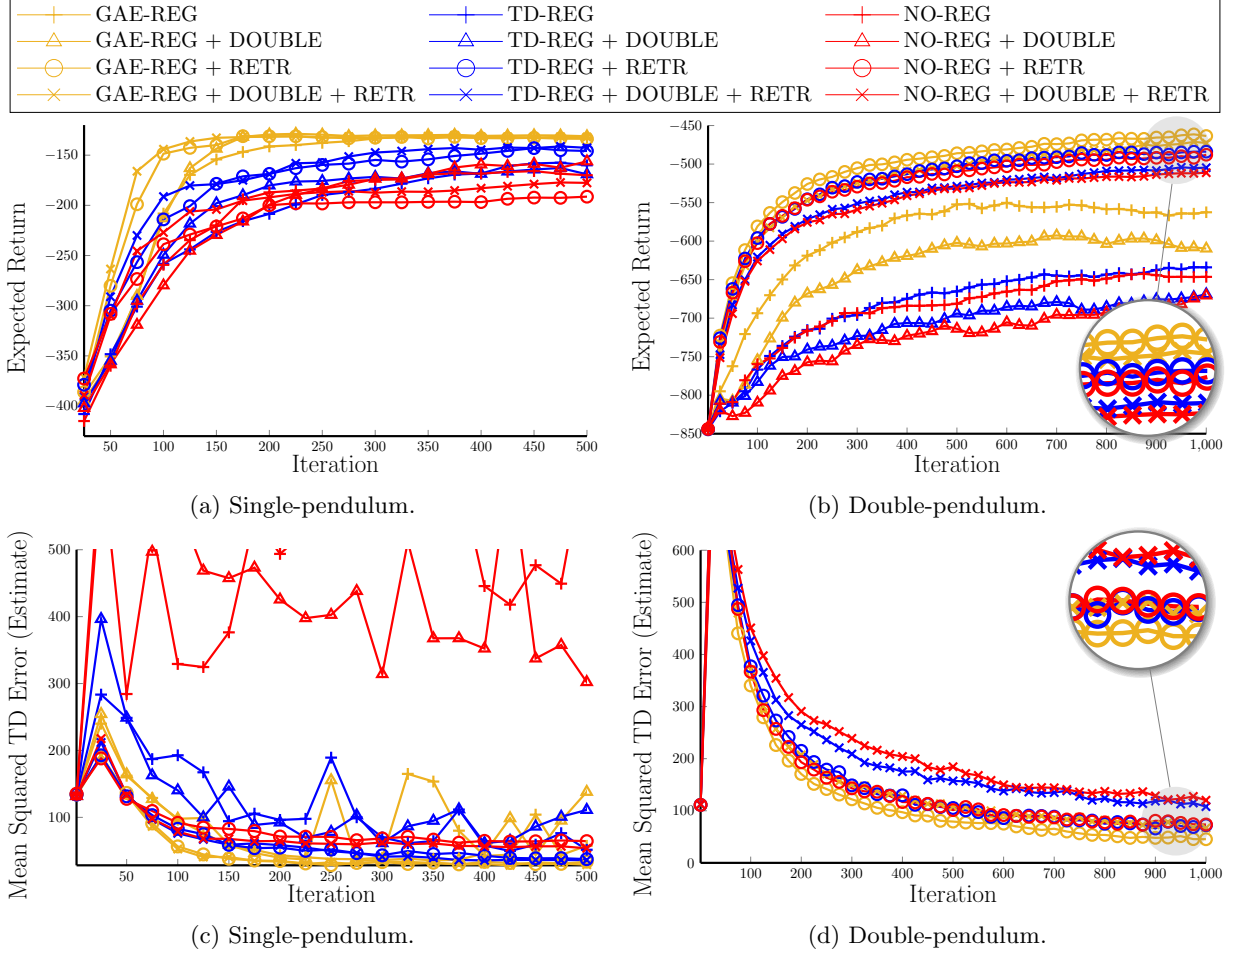 GAE-REG TD-REG NO-REG
GAE-REG + DOUBLE TD-REG + DOUBLE NO-REG + DOUBLE
GAE-REG + RETR TD-REG + RETR NO-REG + RETR
GAE-REG + DOUBLE + RETR TD-REG + DOUBLE + RETR NO-REG + DOUBLE + RETR
Expected Return
−150
−200
−250
−300
−350
−400
50 100 150 200 250 300 350 400 450 500
Iteration
(a) Single-pendulum.
Expected Return
−450
−500
−550
−600
−650
−700
−750
−800
−850
100 200 300 400 500 600 700 800 900 1,000
Iteration
(b) Double-pendulum.
Mean Squared TD Error (Estimate)
500
400
300
200
100
50 100 150 200 250 300 350 400 450 500
Iteration
(c) Single-pendulum.
Mean Squared TD Error (Estimate)
600
500
400
300
200
100
0
100 200 300 400 500 600 700 800 900 1,000
Iteration
(d) Double-pendulum.